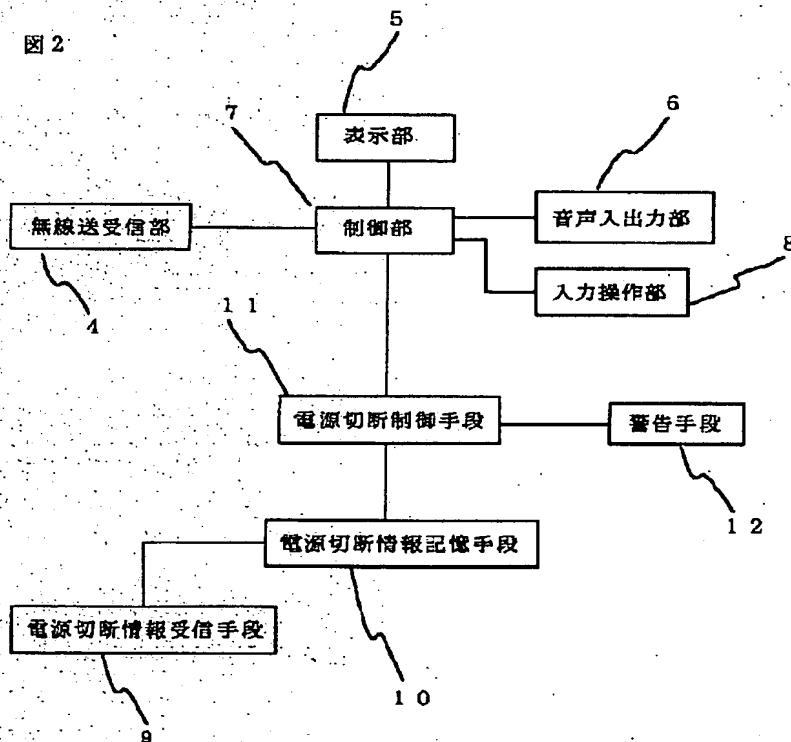 図2
5
表示部
6
7
無線送受信部
制御部
音声入出力部
8
入力操作部
4
11
電源切断制御手段
警告手段
12
電源切断情報記憶手段
電源切断情報受信手段
10
9